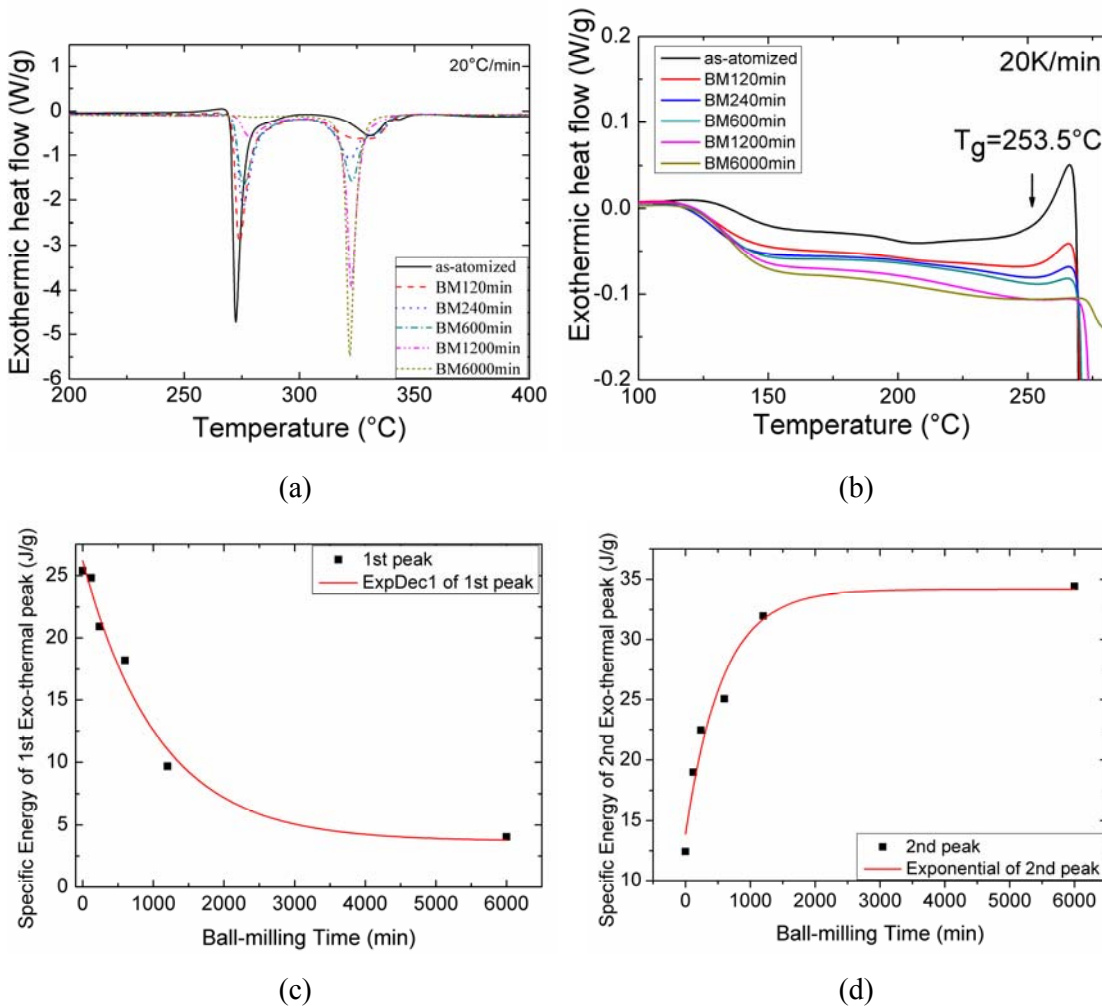 20°C/min
Exothermic heat flow (W/g)
0
-1
-2
-3
-4
-5
-6
as-atomized
BM120min
BM240min
BM600min
BM1200min
BM6000min
200 250 300 350 400
Temperature (°C)
(a)
20K/min
Exothermic heat flow (W/g)
0.2
0.1
0.0
-0.1
-0.2
as-atomized
BM120min
BM240min
BM600min
BM1200min
BM6000min
Tg=253.5°C
100 150 200 250
Temperature (°C)
(b)
Specific Energy of 1st Exo-thermal peak (J/g)
25
20
15
10
5
0
1st peak
ExpDec1 of 1st peak
0 1000 2000 3000 4000 5000 6000
Ball-milling Time (min)
(c)
Specific Energy of 2nd Exo-thermal peak (J/g)
35
30
25
20
15
10
2nd peak
Exponential of 2nd peak
0 1000 2000 3000 4000 5000 6000
Ball-milling Time (min)
(d)